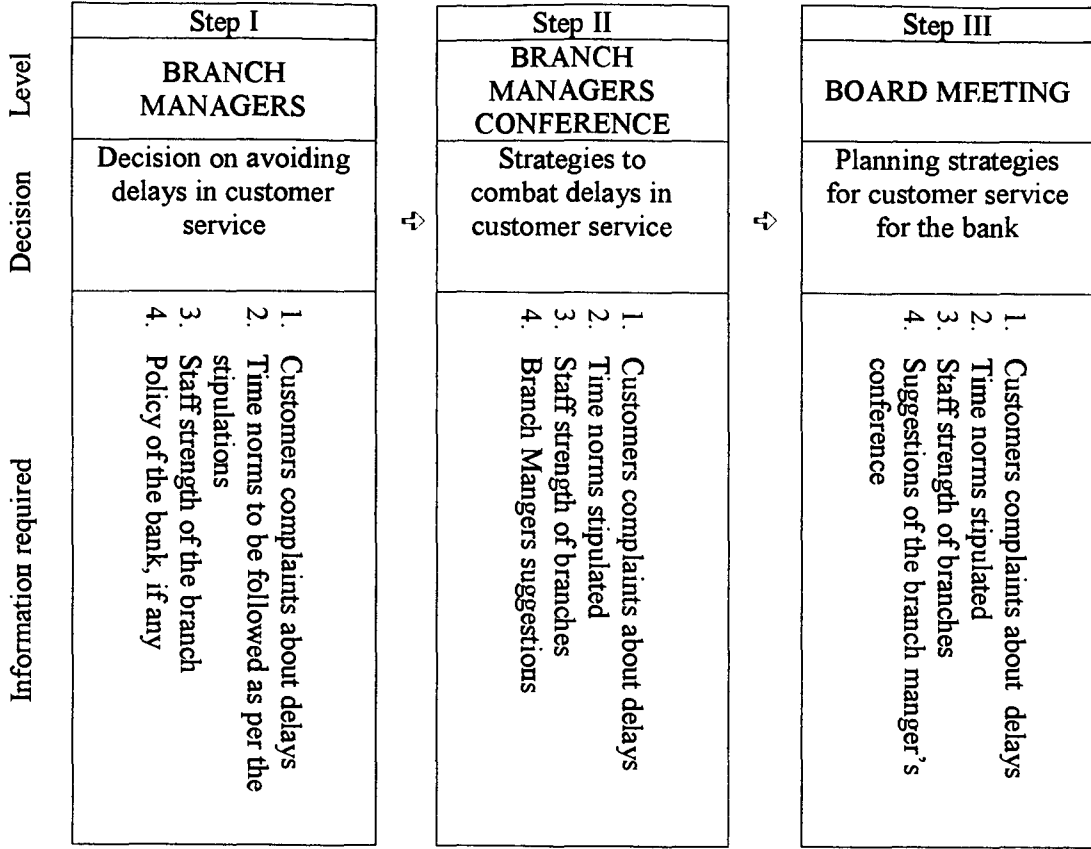 Level
Decision
Information required
Step I
BRANCH
MANAGERS
Decision on avoiding
delays in customer
service
1. Customers complaints about delays
2. Time norms to be followed as per the
stipulations
3. Staff strength of the branch
4. Policy of the bank, if any
Step II
BRANCH
MANAGERS
CONFERENCE
Strategies to
combat delays in
customer service
1. Customers complaints about delays
2. Time norms stipulated
3. Staff strength of branches
4. Branch Mangers suggestions
Step III
BOARD MEETING
Planning strategies
for customer service
for the bank
1. Customers complaints about delays
2. Time norms stipulated
3. Staff strength of branches
4. Suggestions of the branch manger's
conference